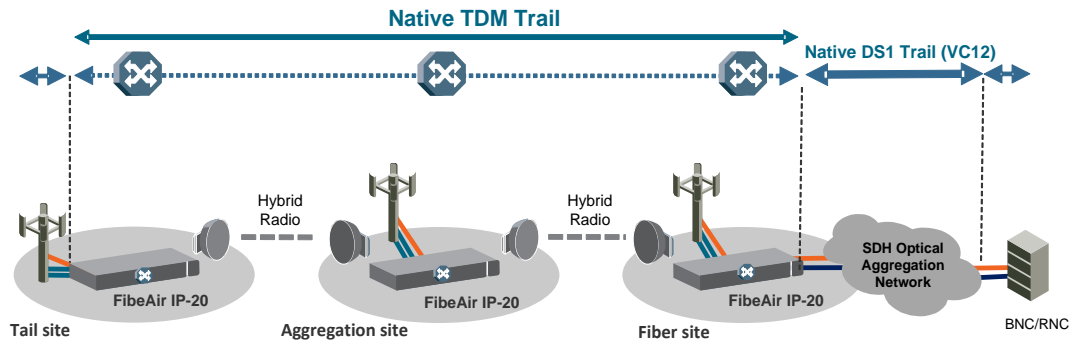 Native TDM Trail
Native DS1 Trail (VC12)
Hybrid
Radio
Hybrid
Radio
SDH Optical
Aggregation
Network
FibeAir IP-20
FibeAir IP-20
FibeAir IP-20
Tail site
Aggregation site
Fiber site
BNC/RNC